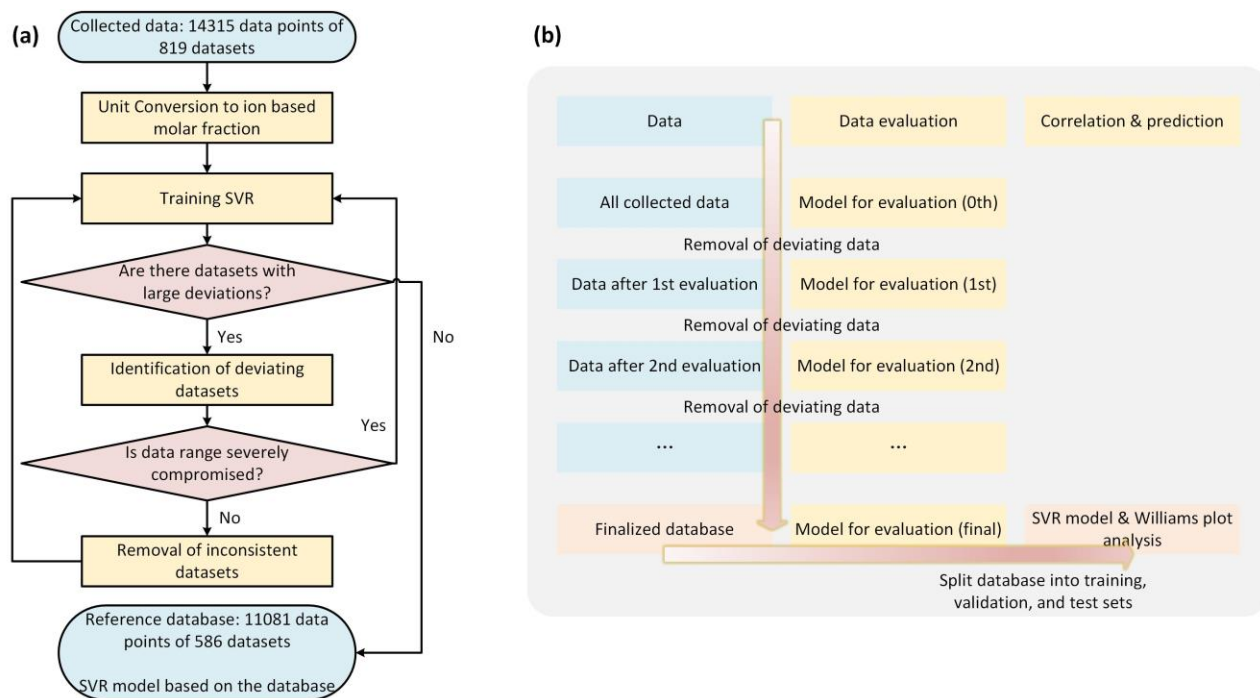 (a)
Collected data: 14315 data points of
819 datasets
Unit Conversion to ion based
molar fraction
Training SVR
Are there datasets with
large deviations?
Yes
No
Identification of deviating
datasets
Yes
Is data range severely
compromised?
No
Removal of inconsistent
datasets
Reference database: 11081 data
points of 586 datasets
SVR model based on the database
(b)
Data
Data evaluation
Correlation & prediction
All collected data
Model for evaluation (0th)
Removal of deviating data
Data after 1st evaluation
Model for evaluation (1st)
Removal of deviating data
Data after 2nd evaluation
Model for evaluation (2nd)
Removal of deviating data
...
...
Finalized database
Model for evaluation (final)
SVR model & Williams plot
analysis
Split database into training,
validation, and test sets